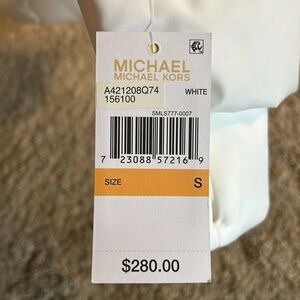 MICHAEL
MICHAEL KORS
A421208Q74 WHITE
156100
SMLS777-0007
7 23088 57216 9
SIZE S
$280.00